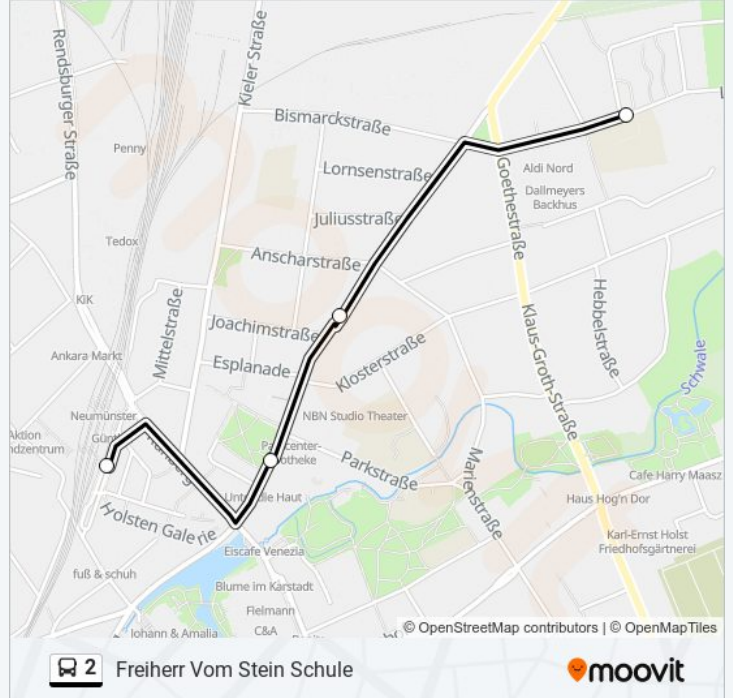 Rendsburger Straße
Kieler Straße
Bismarckstraße
Penny
Lornsenstraße
Aldi Nord
Dallmeyers
Backhus
Goethestraße
Juliusstraße
Tedox
Anscharstraße
KiK
Mittelstraße
Joachimstraße
Klaus-Groth-Straße
Hebbelstraße
Schwale
Ankara Markt
Esplanade
Klosterstraße
Neumünster
NBN Studio Theater
Parkstraße
Marienstraße
Cafe Harry Maasz
Haus Hog'n Dor
Holsten Galerie
Karl-Ernst Holst
Friedhofsgärtnerei
Eiscafe Venezia
fuß & schuh
Blume im Karstadt
Fielmann
C&A
Johann & Amalia
© OpenStreetMap contributors | © OpenMapTiles
2 Freiherr Vom Stein Schule
moovit